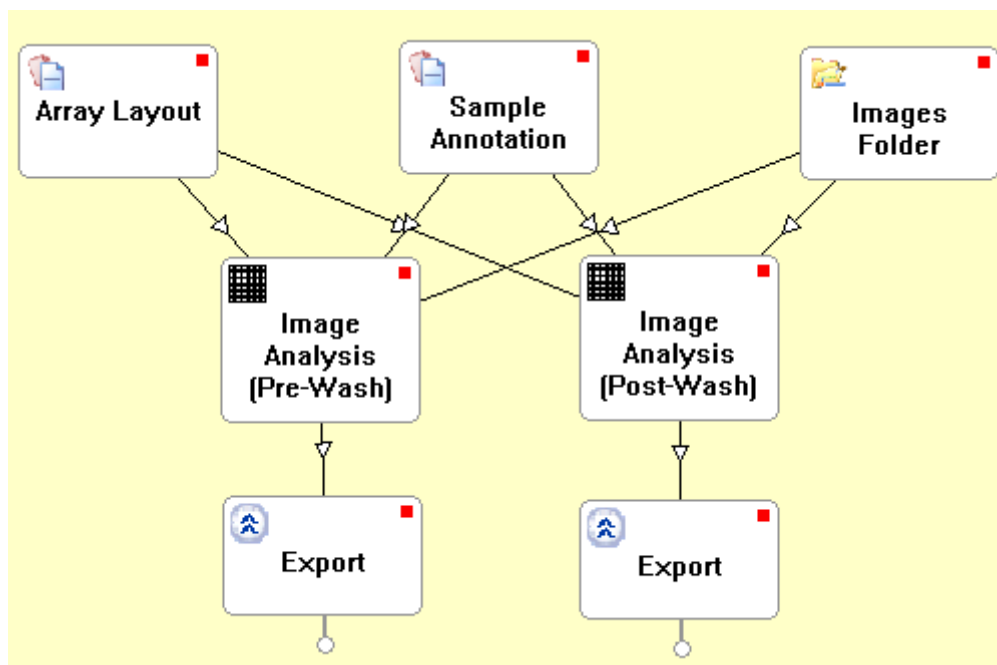 Array Layout
Sample
Annotation
Images
Folder
Image
Analysis
(Pre-Wash)
Image
Analysis
(Post-Wash)
Export
Export